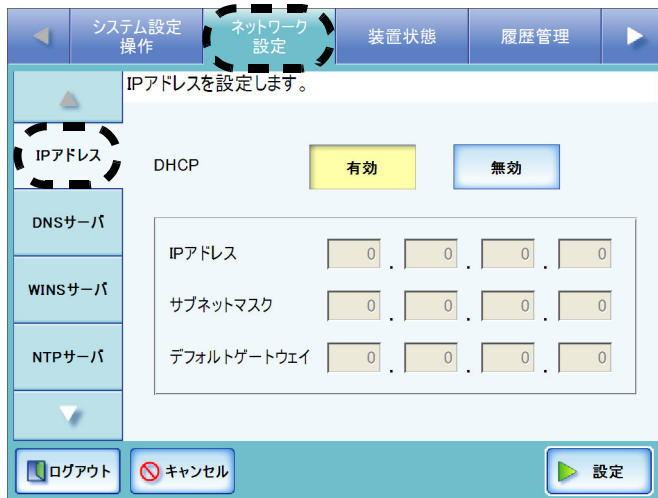 システム設定
操作
ネットワーク
設定
装置状態
履歴管理
IPアドレスを設定します。
IPアドレス
DNSサーバ
WINSサーバ
NTPサーバ
DHCP
有効
無効
IPアドレス 0 . 0 . 0 . 0
サブネットマスク 0 . 0 . 0 . 0
デフォルトゲートウェイ 0 . 0 . 0 . 0
ログアウト
キャンセル
設定